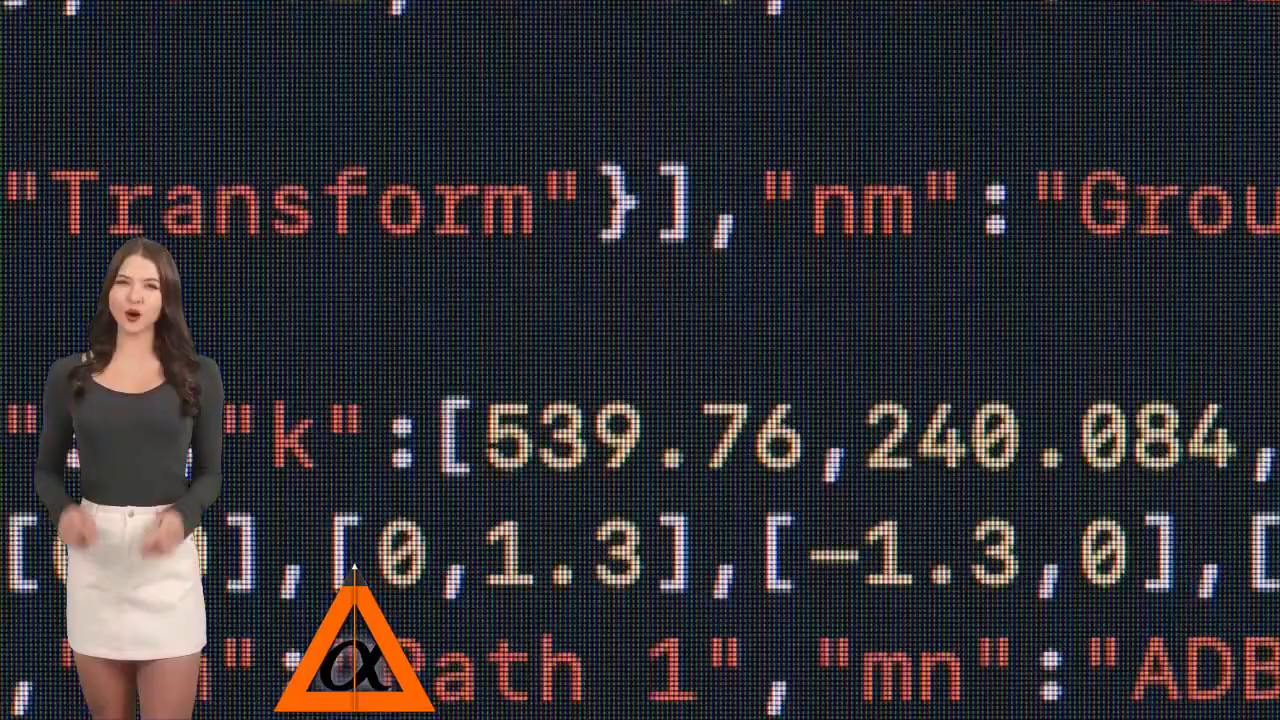 "Transform"}],"nm":"Grou
"k":[539.76,240.084,
],[0,1.3],[−1.3,0],[
Path 1","mn":"ADB
α